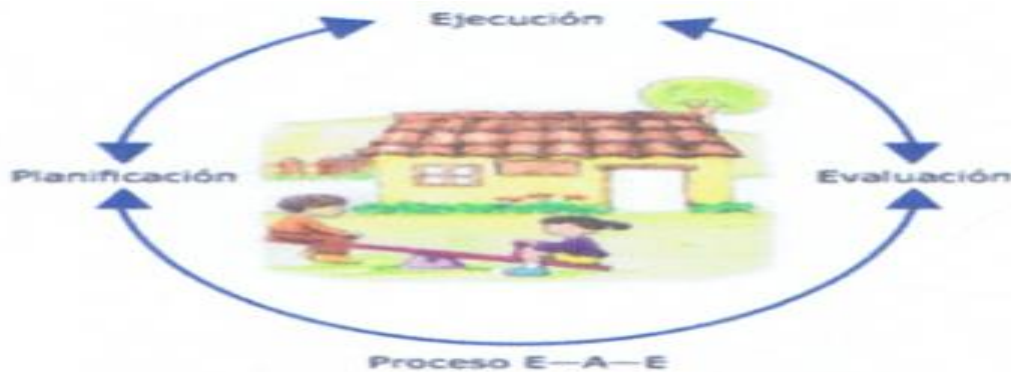 Ejecución
Planificación
Evaluación
Proceso E—A—E